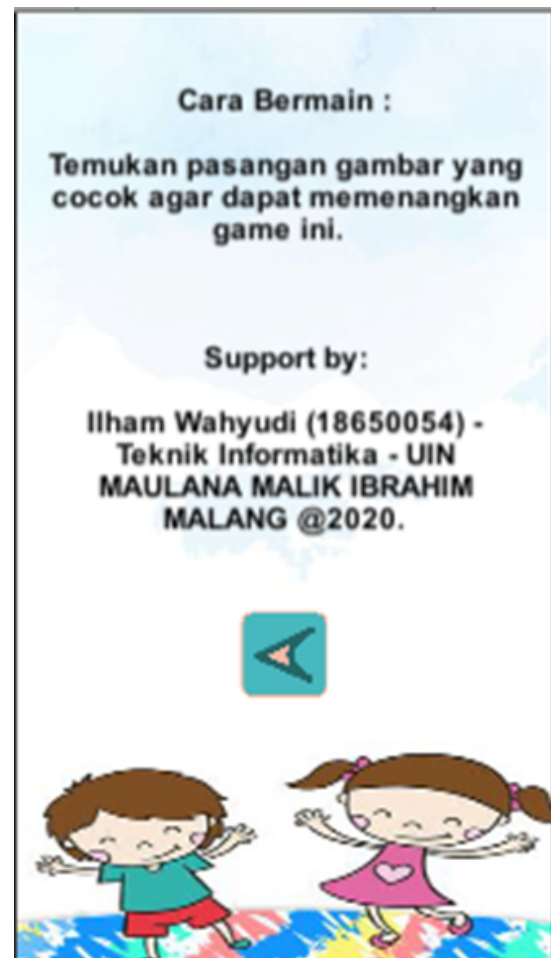 Cara Bermain :
Temukan pasangan gambar yang
cocok agar dapat memenangkan
game ini.
Support by:
Ilham Wahyudi (18650054) -
Teknik Informatika - UIN
MAULANA MALIK IBRAHIM
MALANG @2020.